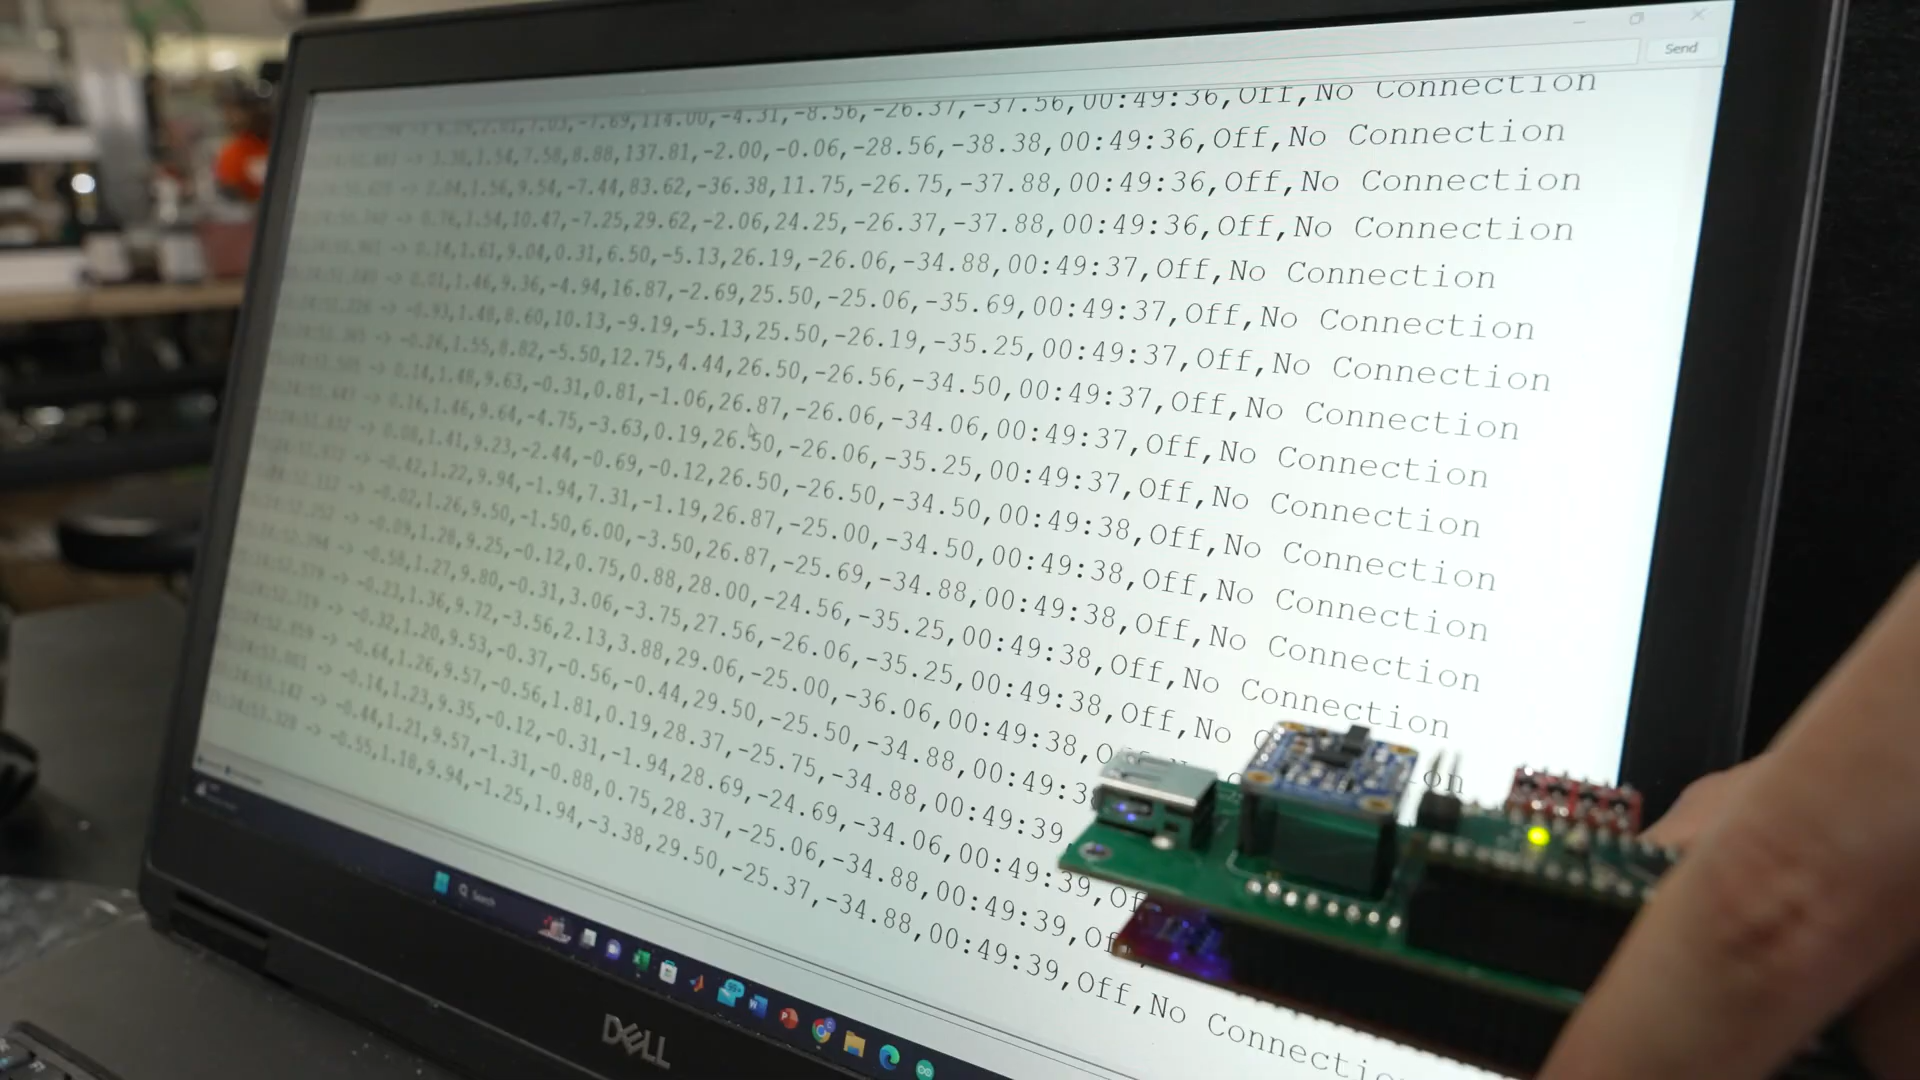 Send
-7.69,114.00,-4.31,-8.56,-26.37,-37.56,00:49:36,Off,No Connection
1.54,7.58,8.88,137.81,-2.00,-0.06,-28.56,-38.38,00:49:36,Off,No Connection
1.56,9.54,-7.44,83.62,-36.38,11.75,-26.75,-37.88,00:49:36,Off,No Connection
1.54,10.47,-7.25,29.62,-2.06,24.25,-26.37,-37.88,00:49:36,Off,No Connection
0.14,1.61,9.04,0.31,6.50,-5.13,26.19,-26.06,-34.88,00:49:37,Off,No Connection
0.01,1.46,9.36,-4.94,16.87,-2.69,25.50,-25.06,-35.69,00:49:37,Off,No Connection
-0.93,1.48,8.60,10.13,-9.19,-5.13,25.50,-26.19,-35.25,00:49:37,Off,No Connection
-0.26,1.55,8.82,-5.50,12.75,4.44,26.50,-26.56,-34.50,00:49:37,Off,No Connection
0.14,1.48,9.63,-0.31,0.81,-1.06,26.87,-26.06,-34.06,00:49:37,Off,No Connection
0.16,1.46,9.64,-4.75,-3.63,0.19,26.50,-26.06,-35.25,00:49:37,Off,No Connection
0.08,1.41,9.23,-2.44,-0.69,-0.12,26.50,-26.50,-34.50,00:49:38,Off,No Connection
-0.42,1.22,9.94,-1.94,7.31,-1.19,26.87,-25.00,-34.50,00:49:38,Off,No Connection
-0.02,1.26,9.50,-1.50,6.00,-3.50,26.87,-25.69,-34.88,00:49:38,Off,No Connection
-0.09,1.28,9.25,-0.12,0.75,0.88,28.00,-24.56,-35.25,00:49:38,Off,No Connection
-0.58,1.27,9.80,-0.31,3.06,-3.75,27.56,-26.06,-35.25,00:49:38,Off,No
-0.23,1.36,9.72,-3.56,2.13,3.88,29.06,-25.00,-36.06,00:49:38,
-0.32,1.20,9.53,-0.37,-0.56,-0.44,29.50,-25.50,-34.88,00:49:3
-0.64,1.26,9.57,-0.56,1.81,0.19,28.37,-25.75,-34.88,00:49:39
-0.14,1.23,9.35,-0.12,-0.31,-1.94,28.69,-24.69,-34.06,00:49:39,Of
-0.44,1.21,9.57,-1.31,-0.88,0.75,28.37,-25.06,-34.88,00:49:39,Of
-0.55,1.18,9.94,-1.25,1.94,-3.38,29.50,-25.37,-34.88,00:49:39,Off,No Connectio
Search
99+
DELL